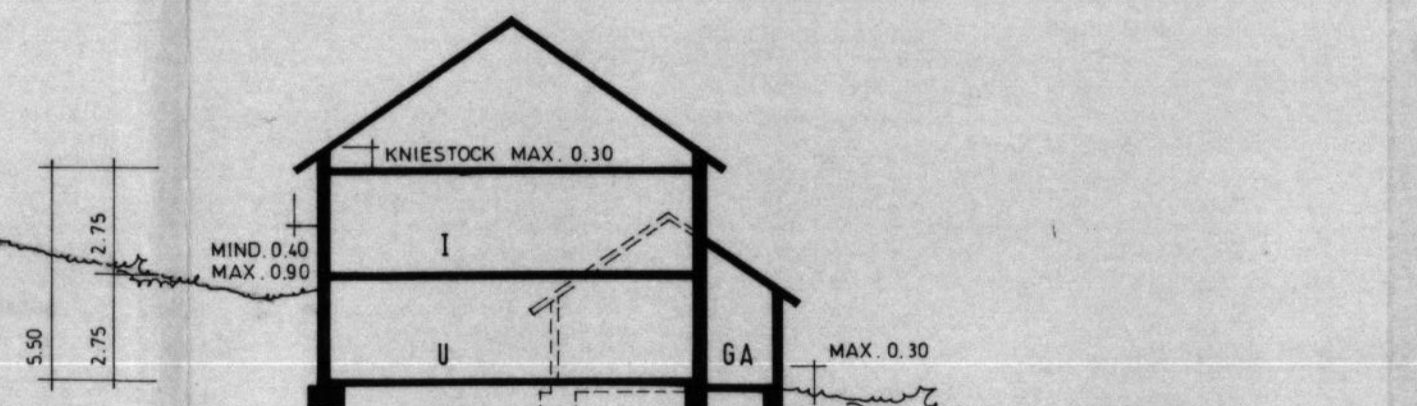 KNIESTOCK MAX. 0.30
2.75
MIND. 0.40
MAX. 0.90
I
5.50
2.75
U
GA
MAX. 0.30